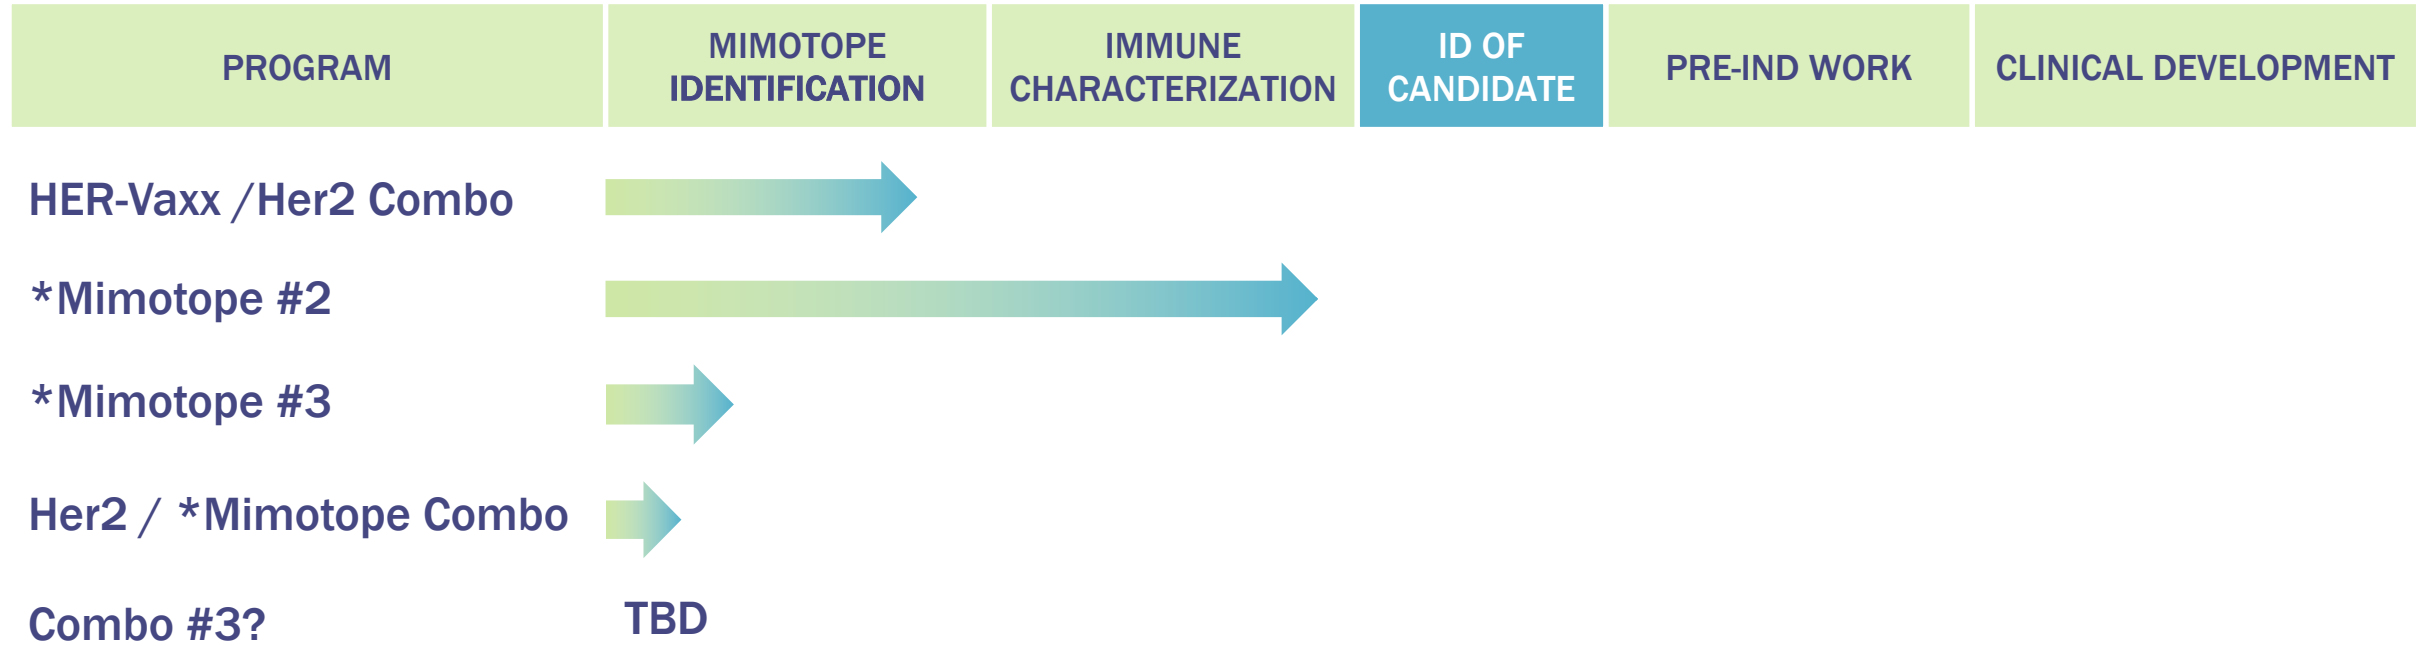 PROGRAM
MIMOTOPE
IDENTIFICATION
IMMUNE
CHARACTERIZATION
ID OF
CANDIDATE
PRE-IND WORK
CLINICAL DEVELOPMENT
HER-Vaxx /Her2 Combo
*Mimotope #2
*Mimotope #3
Her2 / *Mimotope Combo
Combo #3?
TBD